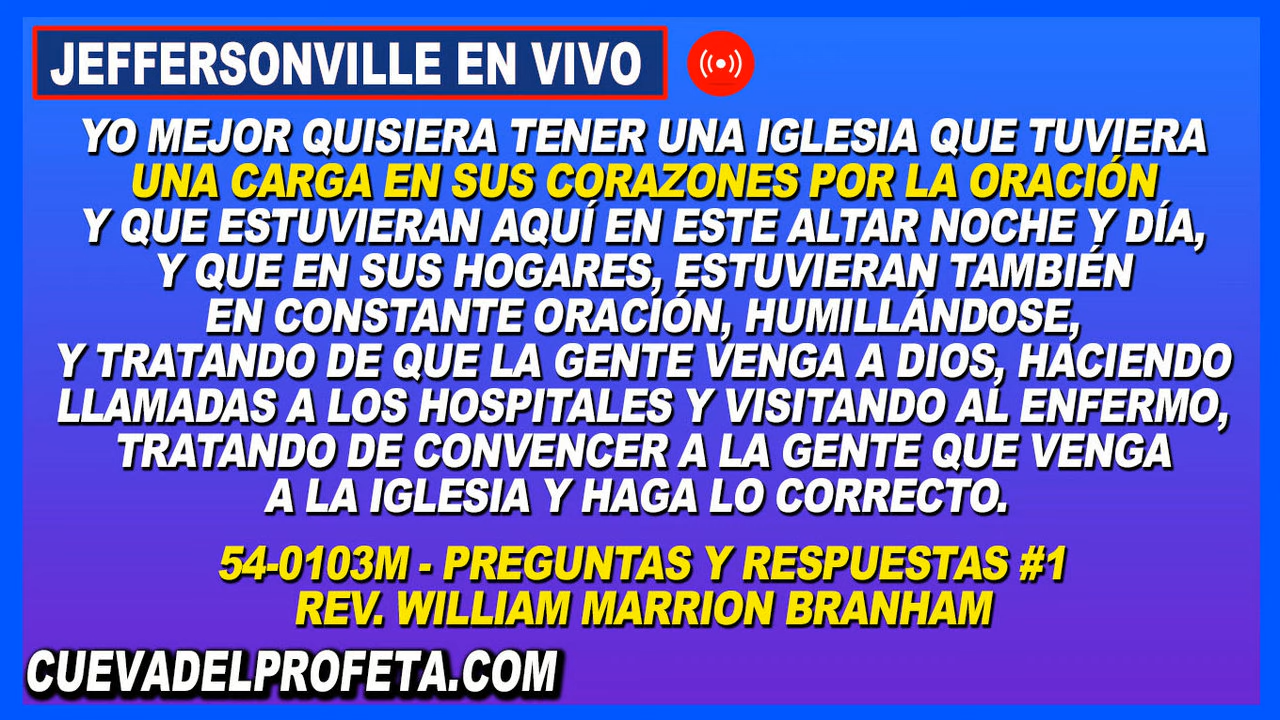 JEFFERSONVILLE EN VIVO
YO MEJOR QUISIERA TENER UNA IGLESIA QUE TUVIERA
UNA CARGA EN SUS CORAZONES POR LA ORACIÓN
Y QUE ESTUVIERAN AQUÍ EN ESTE ALTAR NOCHE Y DÍA,
Y QUE EN SUS HOGARES, ESTUVIERAN TAMBIÉN
EN CONSTANTE ORACIÓN, HUMILLÁNDOSE,
Y TRATANDO DE QUE LA GENTE VENGA A DIOS, HACIENDO
LLAMADAS A LOS HOSPITALES Y VISITANDO AL ENFERMO,
TRATANDO DE CONVENCER A LA GENTE QUE VENGA
A LA IGLESIA Y HAGA LO CORRECTO.
54-0103M - PREGUNTAS Y RESPUESTAS #1
REV. WILLIAM MARRION BRANHAM
CUEVADELPROFETA.COM